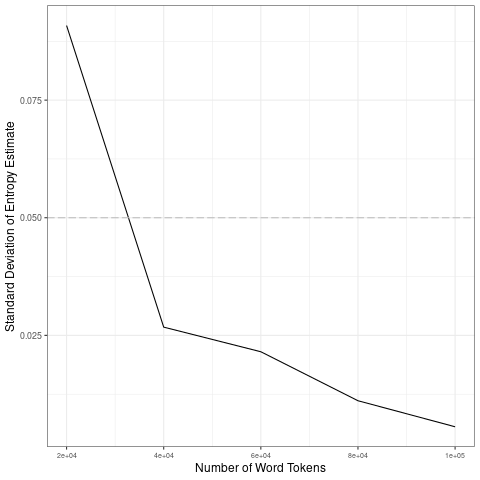 Standard Deviation of Entropy Estimate
0.075
0.050
0.025
2e+04 4e+04 6e+04 8e+04 1e+05
Number of Word Tokens